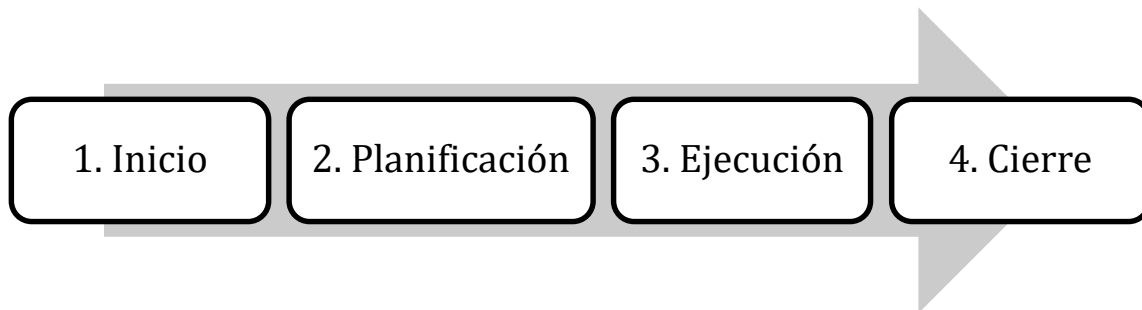 1. Inicio
2. Planificación
3. Ejecución
4. Cierre